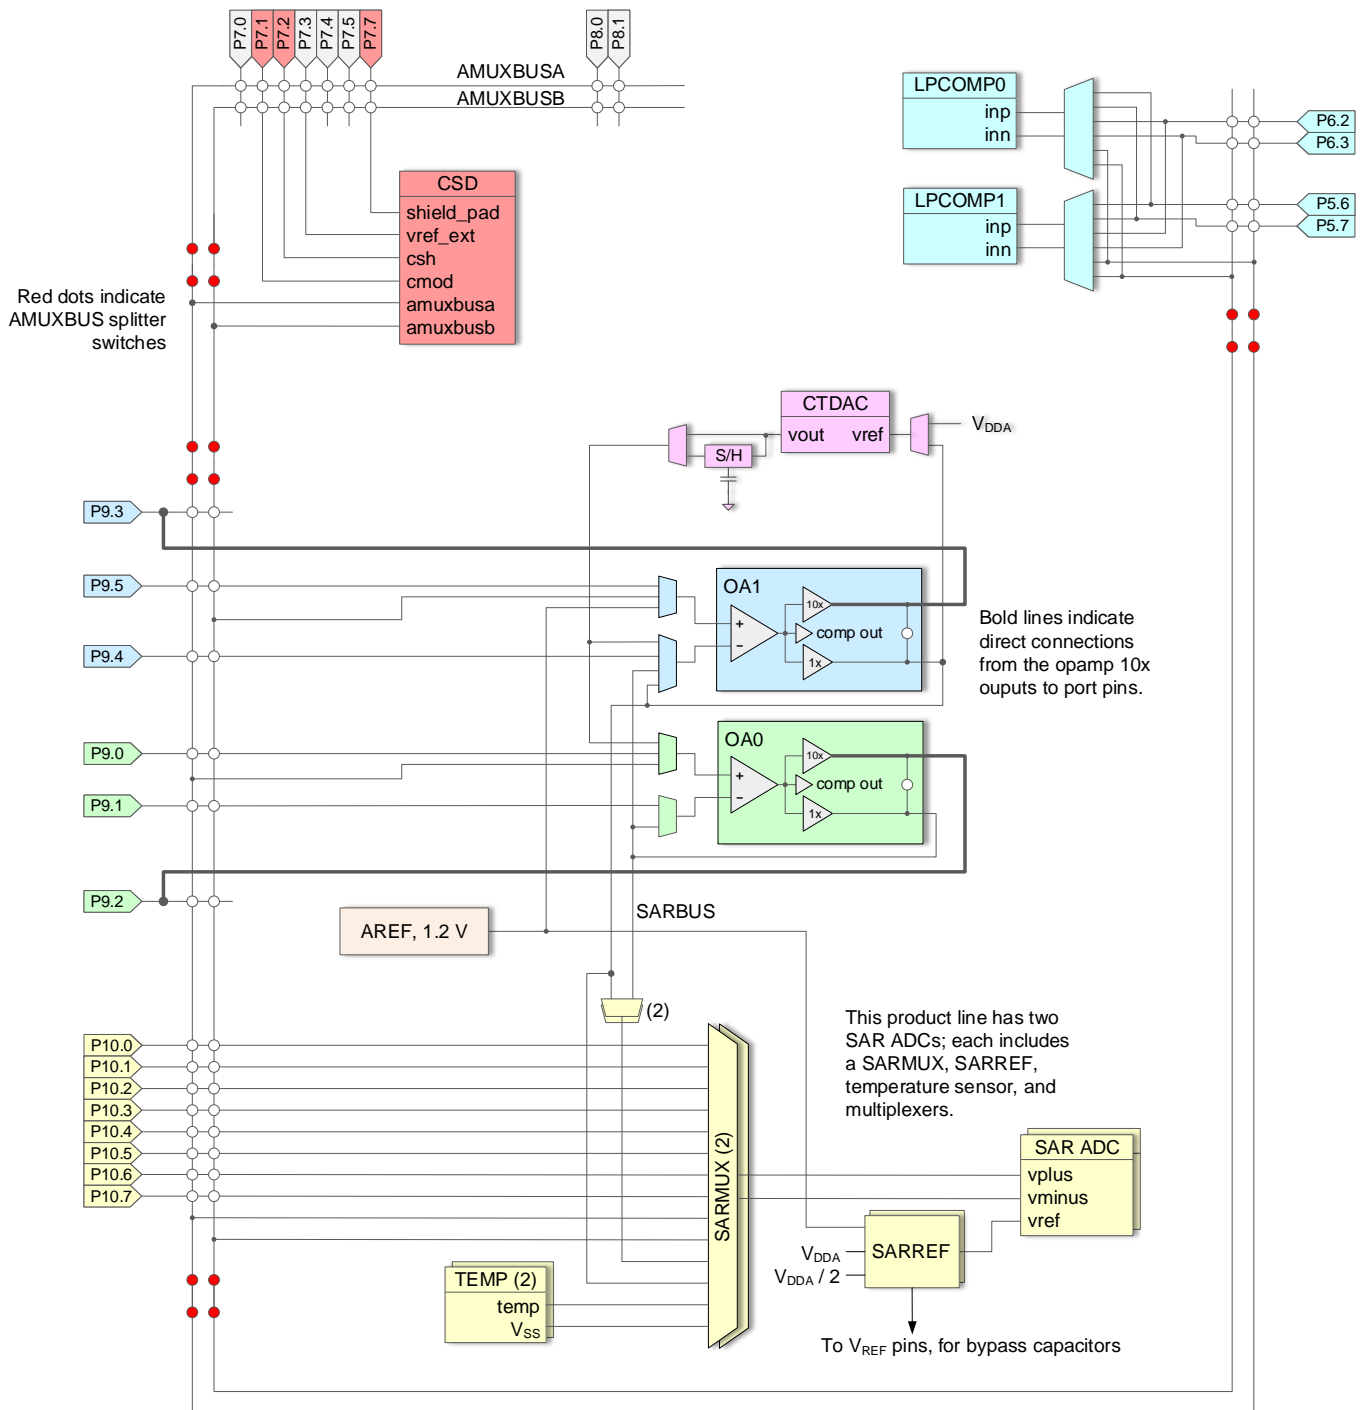 P7.0
P7.1
P7.2
P7.3
P7.4
P7.5
P7.7
P8.0
P8.1
AMUXBUSA
AMUXBUSB
LPCOMP0
inp
inn
P6.2
P6.3
LPCOMP1
inp
inn
P5.6
P5.7
CSD
shield_pad
vref_ext
csh
cmod
amuxbusa
amuxbusb
Red dots indicate
AMUXBUS splitter
switches
CTDAC
vout vref
VDDA
S/H
P9.3
P9.5
P9.4
OA1
+
−
10x
comp out
1x
Bold lines indicate
direct connections
from the opamp 10x
ouputs to port pins.
P9.0
P9.1
OA0
+
−
10x
comp out
1x
P9.2
SARBUS
AREF, 1.2 V
(2)
This product line has two
SAR ADCs; each includes
a SARMUX, SARREF,
temperature sensor, and
multiplexers.
P10.0
P10.1
P10.2
P10.3
P10.4
P10.5
P10.6
P10.7
SARMUX (2)
SAR ADC
vplus
vminus
vref
SARREF
VDDA
VDDA / 2
TEMP (2)
temp
VSS
To VREF pins, for bypass capacitors